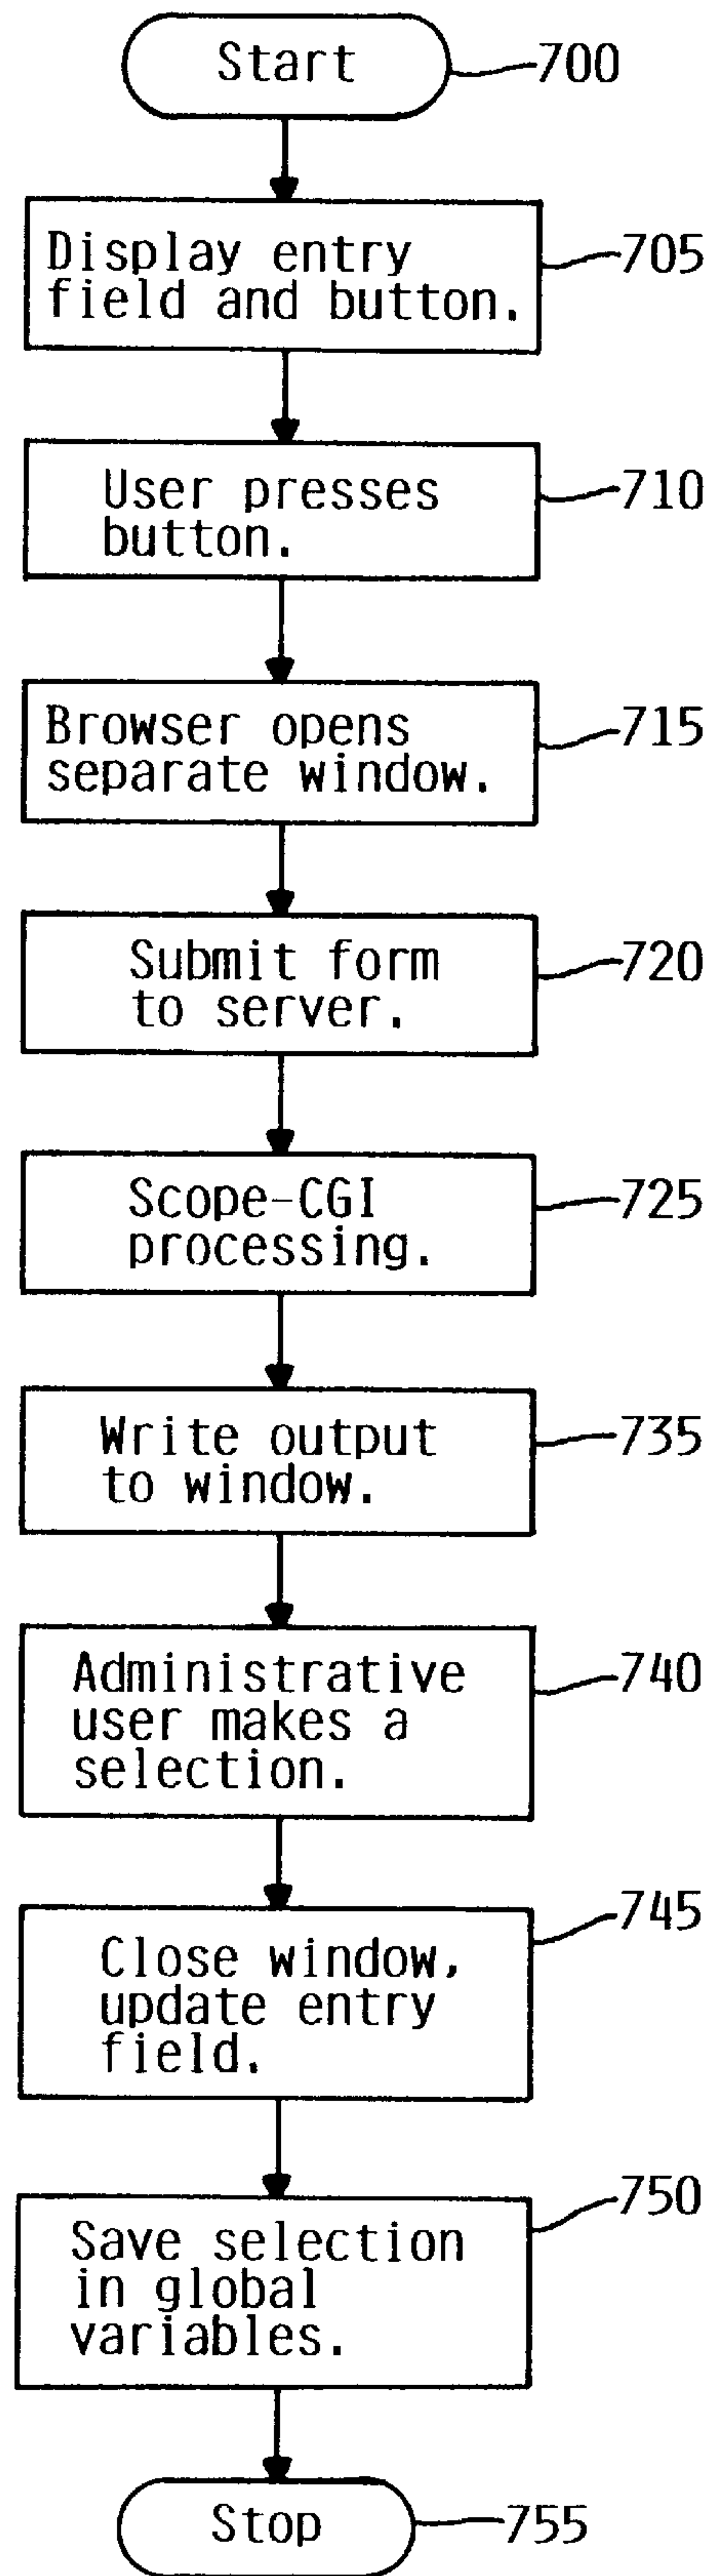 Start
700
Display entry
field and button.
705
User presses
button.
710
Browser opens
separate window.
715
Submit form
to server.
720
Scope-CGI
processing.
725
Write output
to window.
735
Administrative
user makes a
selection.
740
Close window,
update entry
field.
745
Save selection
in global
variables.
750
Stop
755